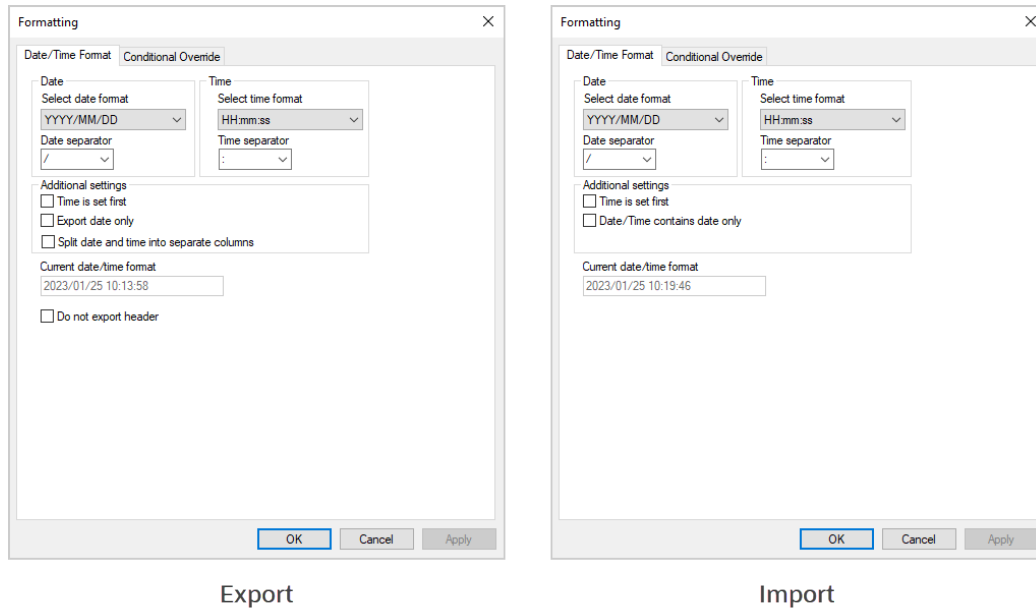 Formatting
Date/Time Format Conditional Override
Date Time
Select date format Select time format
YYYY/MM/DD HH:mm:ss
Date separator Time separator
/ :
Additional settings
Time is set first
Export date only
Split date and time into separate columns
Current date/time format
2023/01/25 10:13:58
Do not export header
OK Cancel Apply
Export
Formatting
Date/Time Format Conditional Override
Date Time
Select date format Select time format
YYYY/MM/DD HH:mm:ss
Date separator Time separator
/ :
Additional settings
Time is set first
Date/Time contains date only
Current date/time format
2023/01/25 10:19:46
OK Cancel Apply
Import